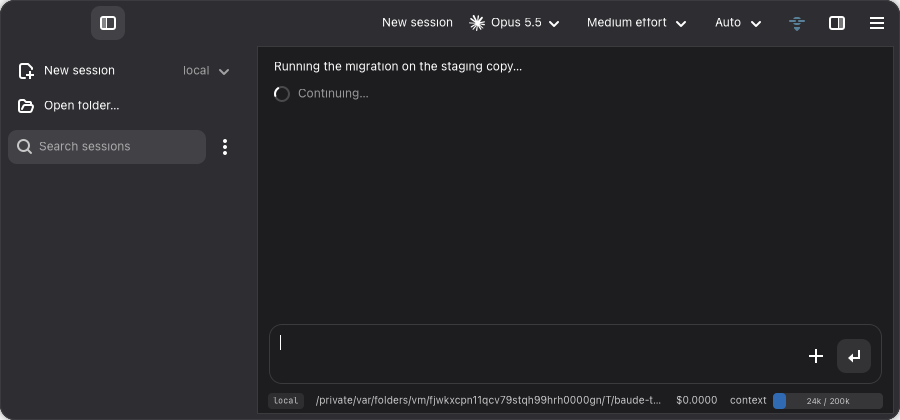 New session Opus 5.5 Medium effort Auto
New session local
Open folder...
Search sessions
Running the migration on the staging copy...
Continuing...
local /private/var/folders/vm/fjwkxcpn11qcv79stqh99hrh0000gn/T/baude-t... $0.0000 context 24k / 200k